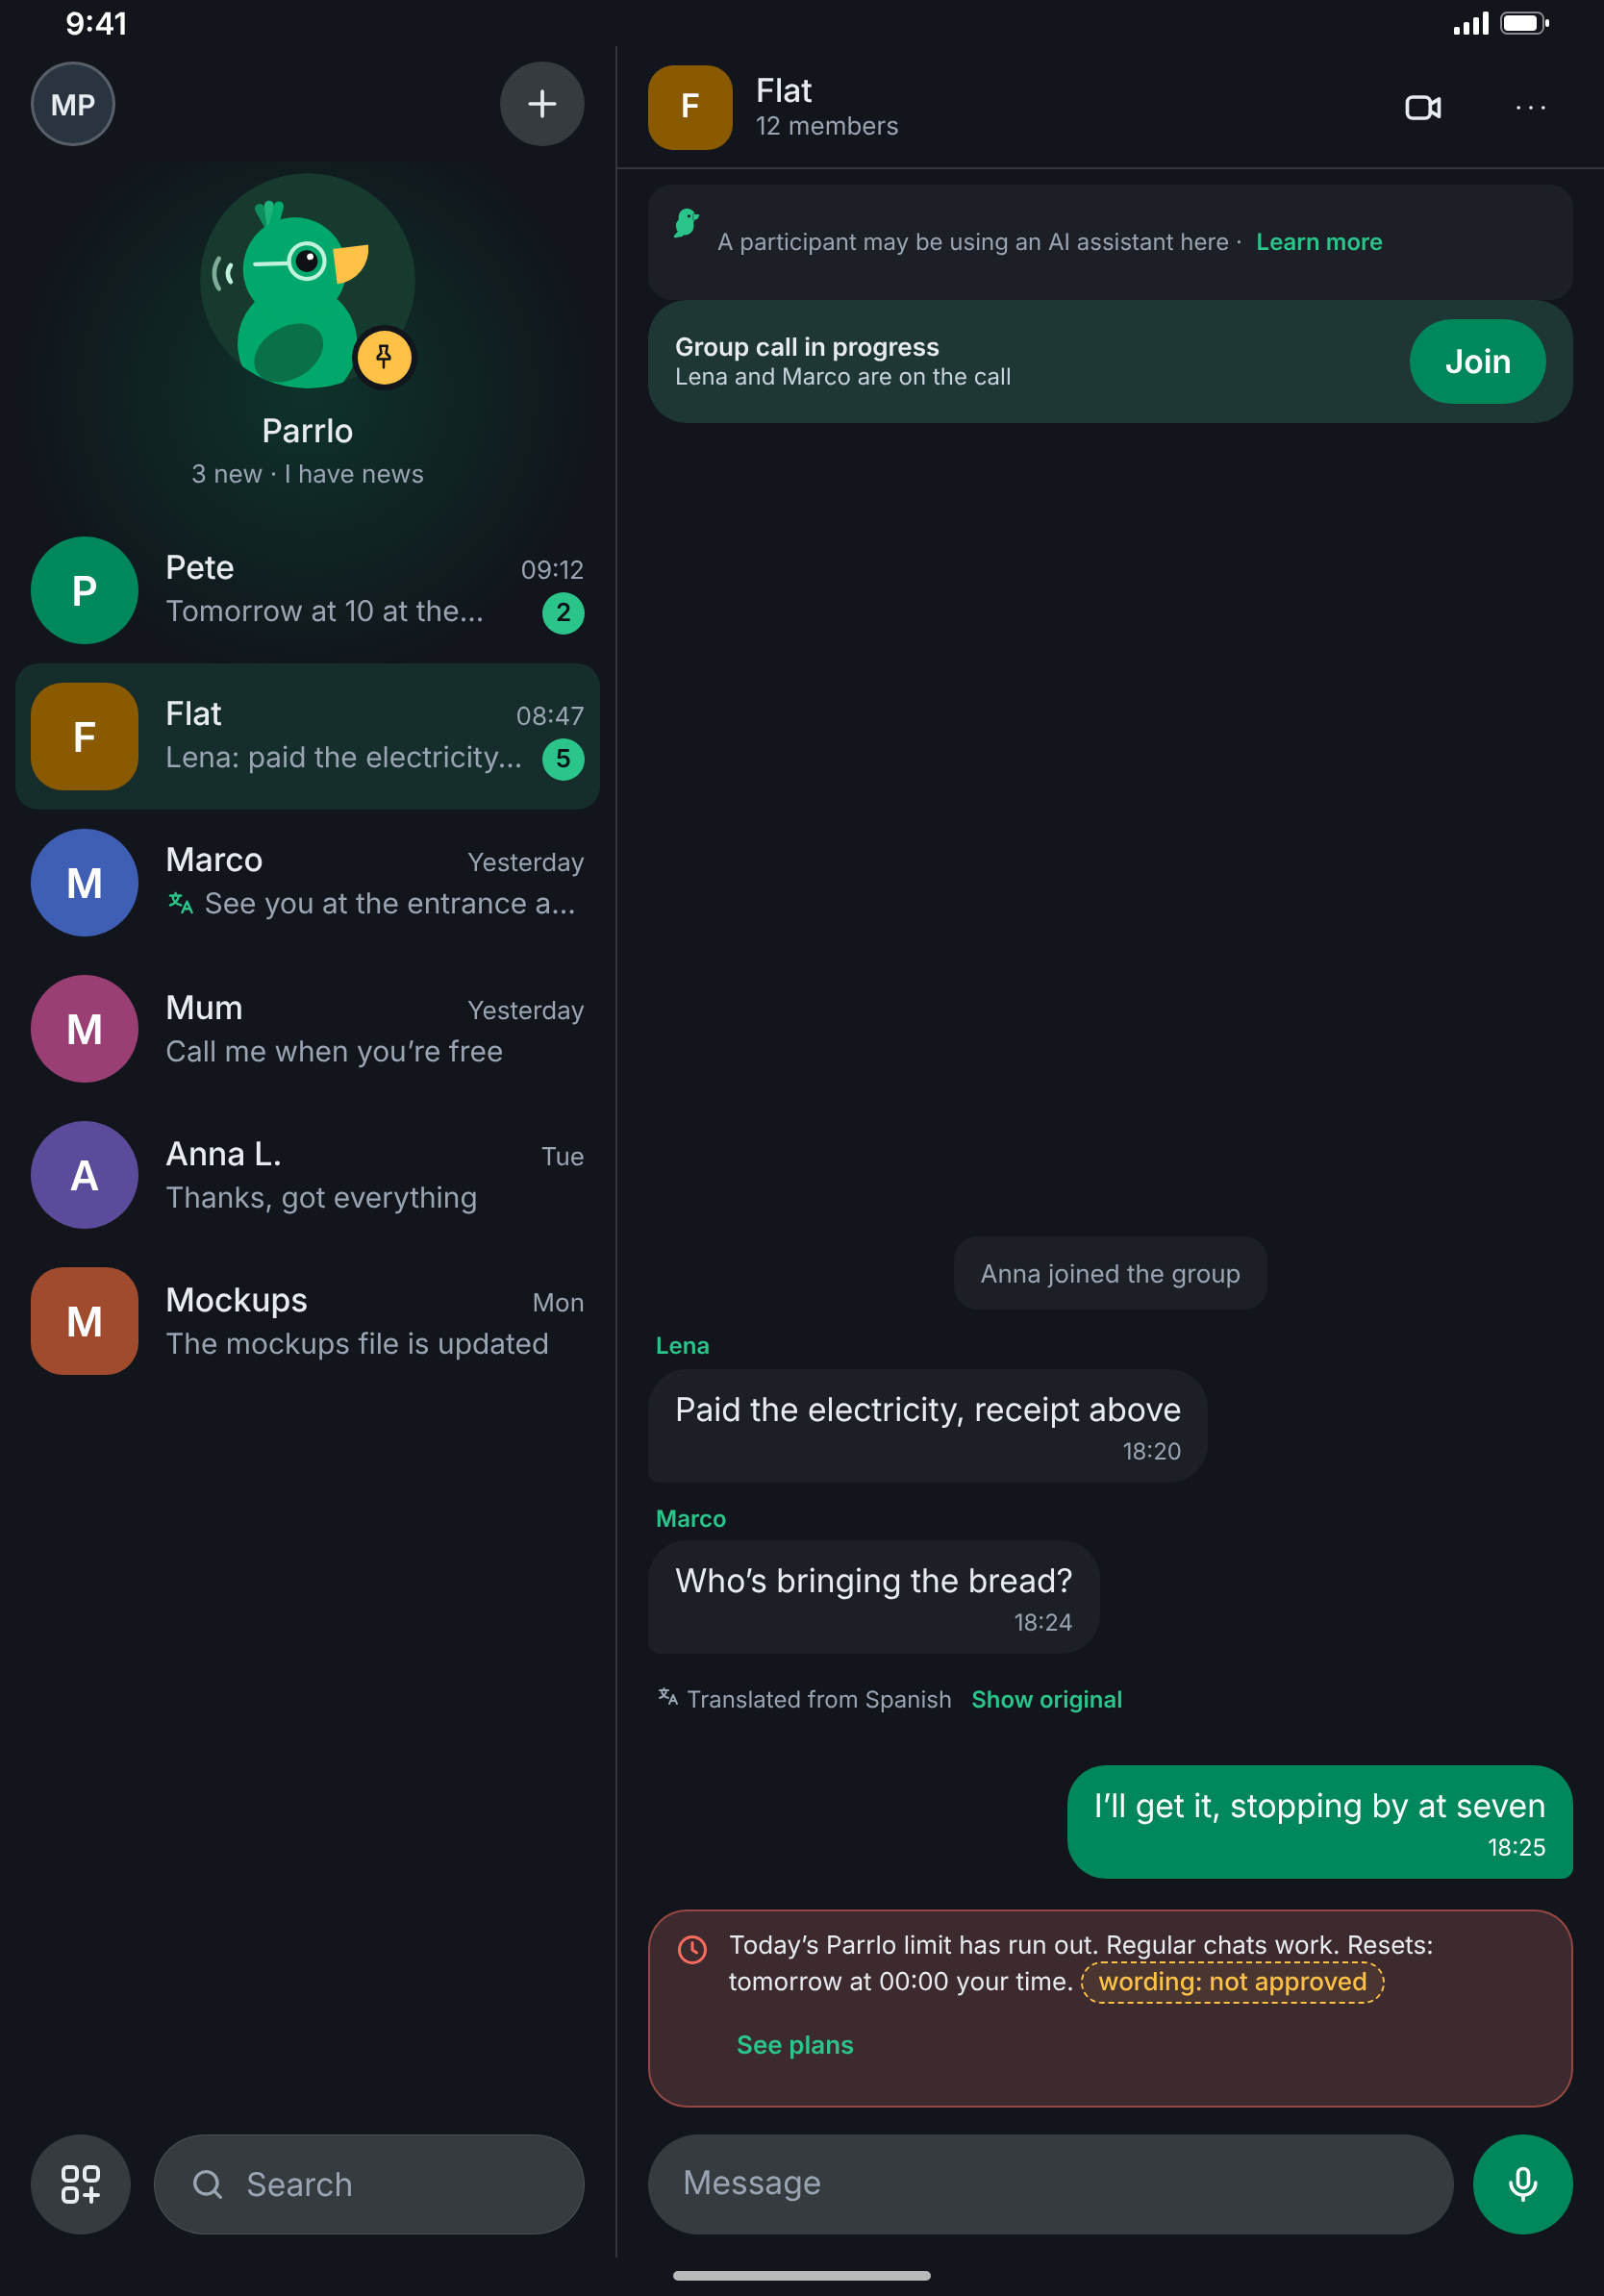 9:41
MP
Parrlo
3 new · I have news
P
Pete
09:12
Tomorrow at 10 at the...
2
F
Flat
08:47
Lena: paid the electricity...
5
M
Marco
Yesterday
See you at the entrance a...
M
Mum
Yesterday
Call me when you’re free
A
Anna L.
Tue
Thanks, got everything
M
Mockups
Mon
The mockups file is updated
Search
F
Flat
12 members
A participant may be using an AI assistant here · Learn more
Group call in progress
Lena and Marco are on the call
Join
Anna joined the group
Lena
Paid the electricity, receipt above
18:20
Marco
Who’s bringing the bread?
18:24
Translated from Spanish Show original
I’ll get it, stopping by at seven
18:25
Today’s Parrlo limit has run out. Regular chats work. Resets:
tomorrow at 00:00 your time. wording: not approved
See plans
Message